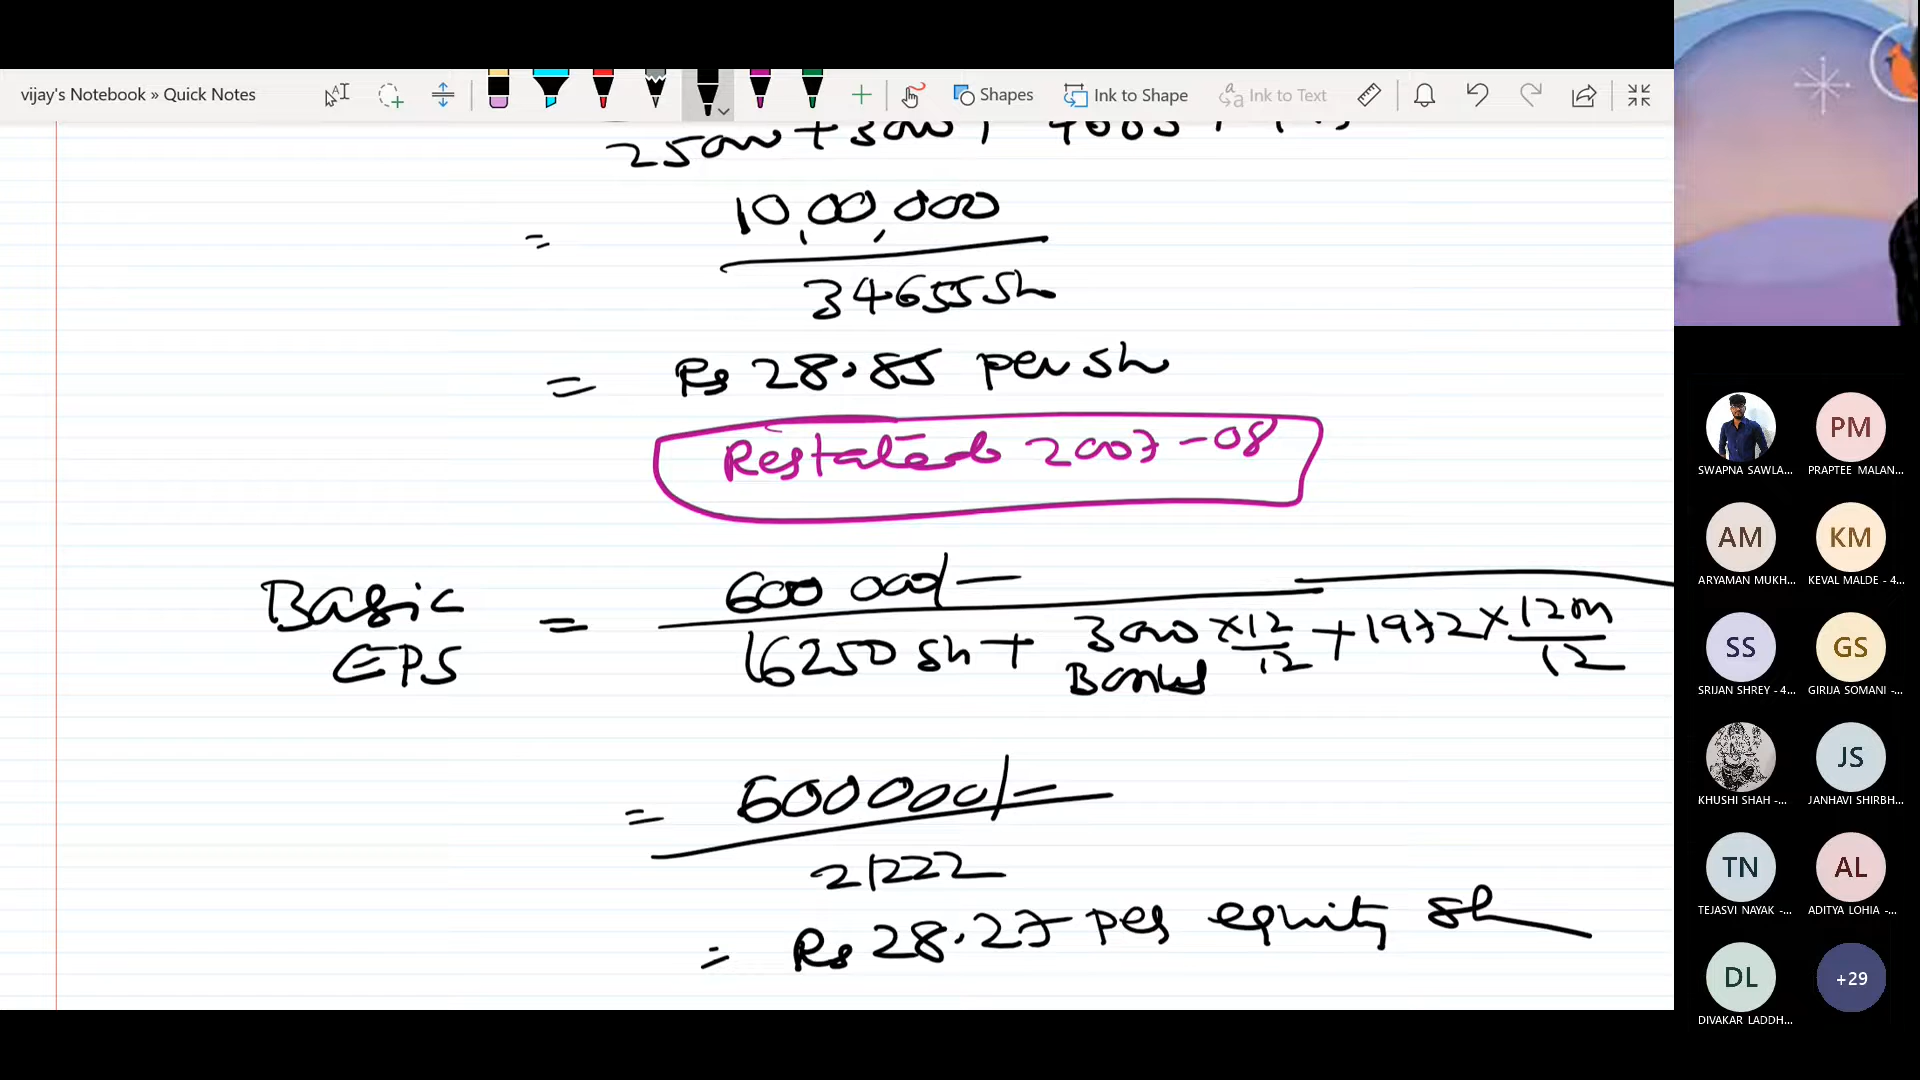 vijay's Notebook » Quick Notes
Shapes
Ink to Shape
Ink to Text
10,00,000
=
34655 Sh
= Rs 28.85 per sh
Restated 2007-08
Basic EPS = 600 000/-
16250 sh + 3000 × 12/12 + 1972 × 12m/12
Bonus
= 600000/-
21222
= Rs 28.27 per equity sh
SWAPNA SAWLA...
PM
PRAPTEE MALAN...
AM
ARYAMAN MUKH...
KM
KEVAL MALDE - 4...
SS
SRIJAN SHREY - 4...
GS
GIRIJA SOMANI -...
KHUSHI SHAH -...
JS
JANHAVI SHIRBH...
TN
TEJASVI NAYAK -...
AL
ADITYA LOHIA -...
DL
DIVAKAR LADDH...
+29